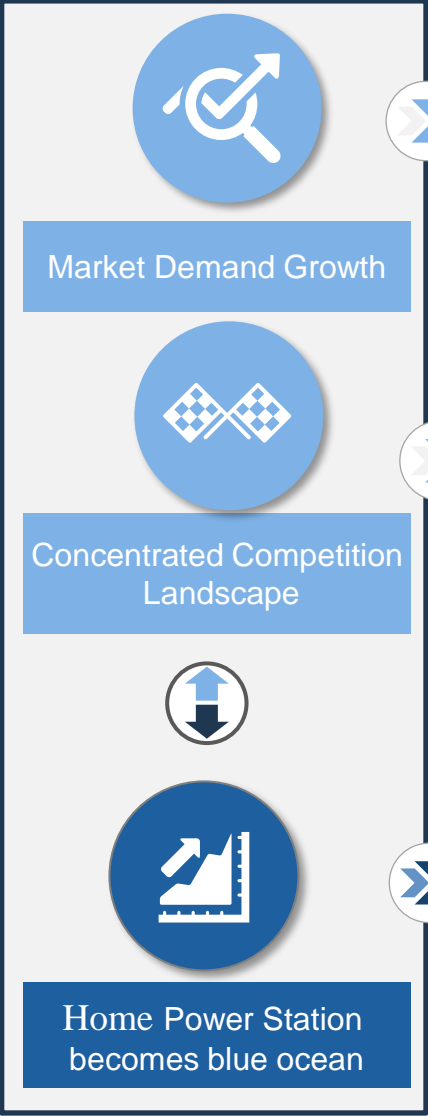 Market Demand Growth
Concentrated Competition
Landscape
Home Power Station
becomes blue ocean